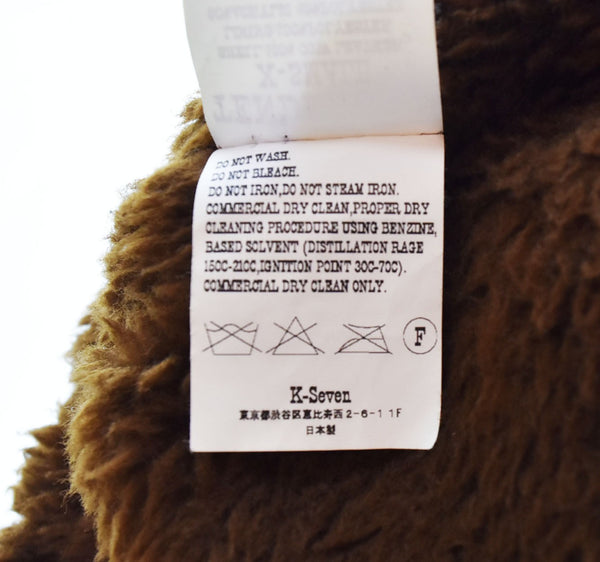 DO NOT WASH.
DO NOT BLEACH.
DO NOT IRON,DO NOT STEAM IRON.
COMMERCIAL DRY CLEAN,PROPER DRY
CLEANING PROCEDURE USING BENZINE,
BASED SOLVENT (DISTILLATION RAGE
150C-210C,IGNITION POINT 30C-70C).
COMMERCIAL DRY CLEAN ONLY.
F
K-Seven
東京都渋谷区恵比寿西2-6-11F
日本製